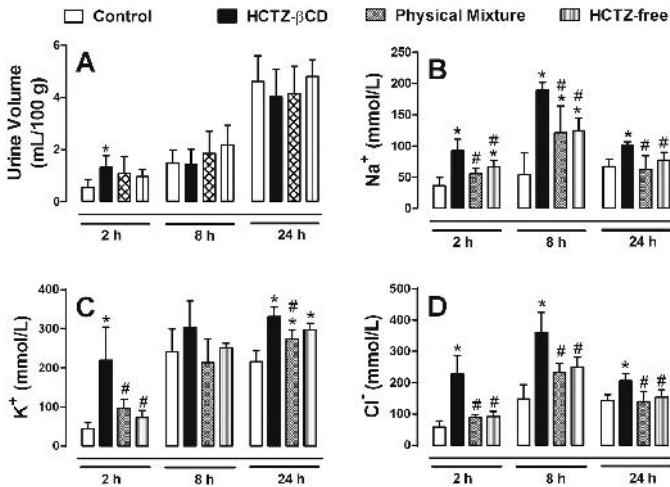 Control HCTZ-βCD Physical Mixture HCTZ-free
A
Urine Volume
(mL/100 g)
6
4
2
0
*
2 h 8 h 24 h
B
Na⁺ (mmol/L)
250
200
150
100
50
0
* # # * * # * # * * # #
2 h 8 h 24 h
C
K⁺ (mmol/L)
400
300
200
100
0
* # # * # * *
2 h 8 h 24 h
D
Cl⁻ (mmol/L)
500
400
300
200
100
0
* # # * # # * # #
2 h 8 h 24 h